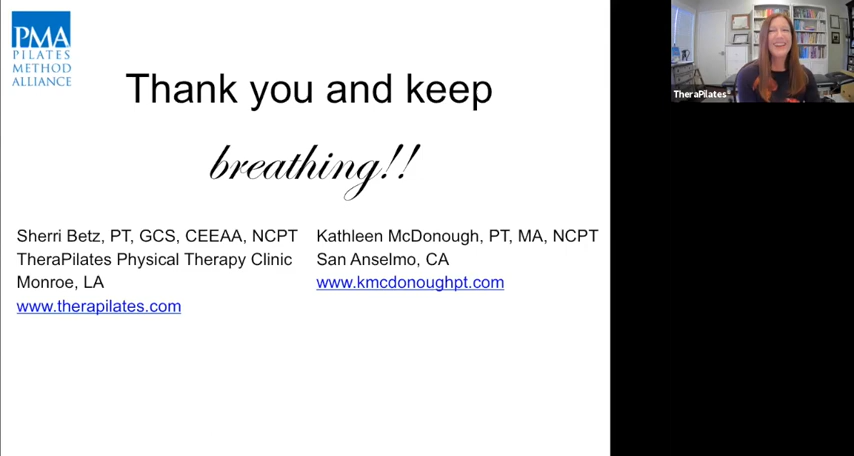 PMA
PILATES
METHOD
ALLIANCE
Thank you and keep
breathing!!
Sherri Betz, PT, GCS, CEEAA, NCPT
TheraPilates Physical Therapy Clinic
Monroe, LA
www.therapilates.com
Kathleen McDonough, PT, MA, NCPT
San Anselmo, CA
www.kmcdonoughpt.com
TheraPilates